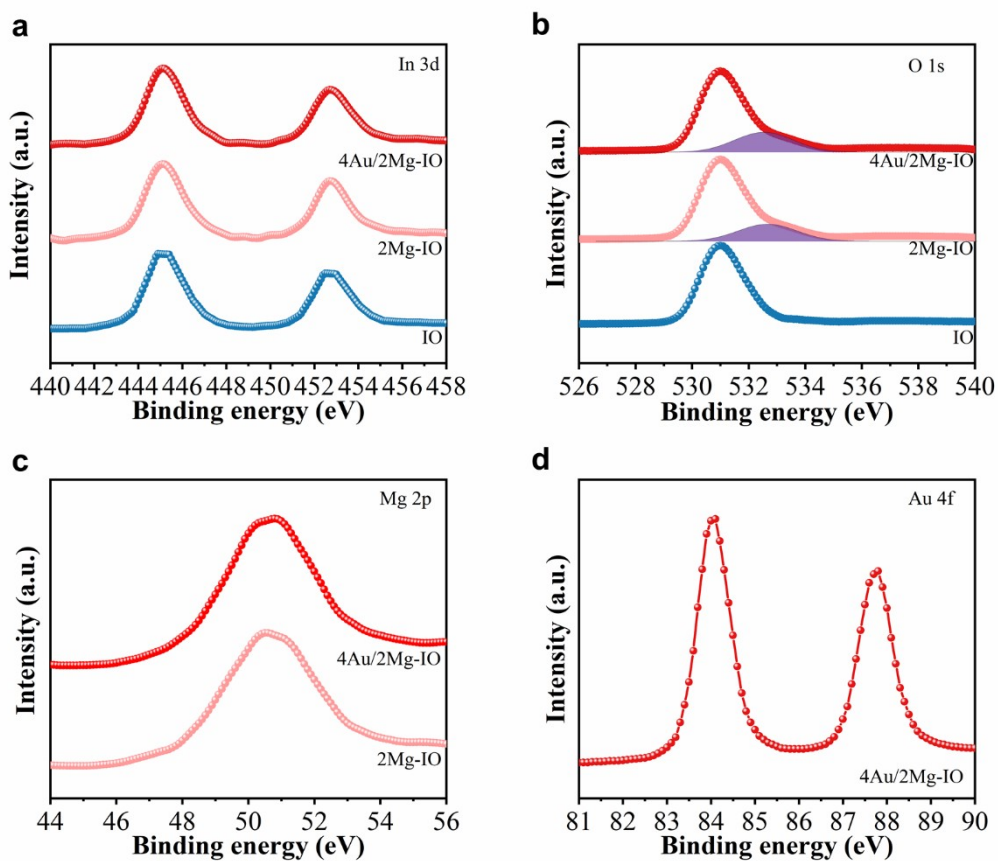 a
In 3d
4Au/2Mg-IO
2Mg-IO
IO
Intensity (a.u.)
440 442 444 446 448 450 452 454 456 458
Binding energy (eV)
b
O 1s
4Au/2Mg-IO
2Mg-IO
IO
Intensity (a.u.)
526 528 530 532 534 536 538 540
Binding energy (eV)
c
Mg 2p
4Au/2Mg-IO
2Mg-IO
Intensity (a.u.)
44 46 48 50 52 54 56
Binding energy (eV)
d
Au 4f
4Au/2Mg-IO
Intensity (a.u.)
81 82 83 84 85 86 87 88 89 90
Binding energy (eV)